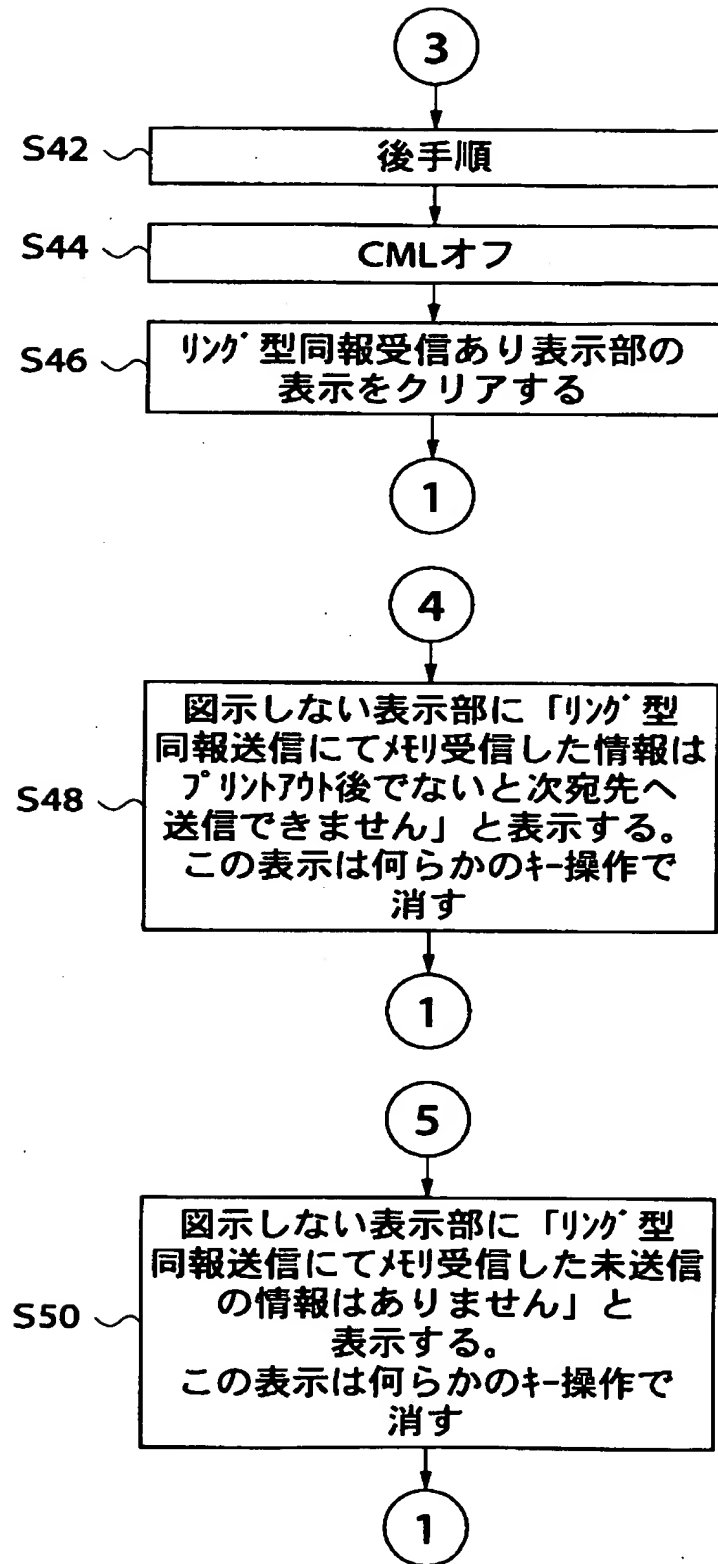 3
S42
後手順
S44
CMLオフ
S46
ﾘﾝｸﾞ型同報受信あり表示部の
表示をクリアする
1
4
S48
図示しない表示部に「ﾘﾝｸﾞ型
同報送信にてﾒﾓﾘ受信した情報は
ﾌﾟﾘﾝﾄｱｳﾄ後でないと次宛先へ
送信できません」と表示する。
この表示は何らかのｷｰ操作で
消す
1
5
S50
図示しない表示部に「ﾘﾝｸﾞ型
同報送信にてﾒﾓﾘ受信した未送信
の情報はありません」と
表示する。
この表示は何らかのｷｰ操作で
消す
1